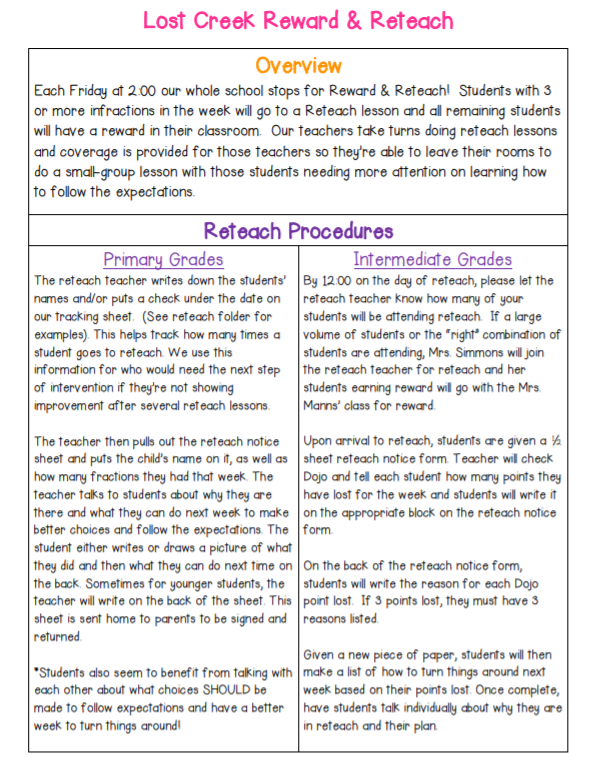 Lost Creek Reward & Reteach
Overview
Each Friday at 2:00 our whole school stops for Reward & Reteach! Students with 3
or more infractions in the week will go to a Reteach lesson and all remaining students
will have a reward in their classroom. Our teachers take turns doing reteach lessons
and coverage is provided for those teachers so they're able to leave their rooms to
do a small-group lesson with those students needing more attention on learning how
to follow the expectations.
Reteach Procedures
Primary Grades
The reteach teacher writes down the students'
names and/or puts a check under the date on
our tracking sheet. (See reteach folder for
examples). This helps track how many times a
student goes to reteach. We use this
information for who would need the next step
of intervention if they're not showing
improvement after several reteach lessons.
The teacher then pulls out the reteach notice
sheet and puts the child's name on it, as well as
how many fractions they had that week. The
teacher talks to students about why they are
there and what they can do next week to make
better choices and follow the expectations. The
student either writes or draws a picture of what
they did and then what they can do next time on
the back. Sometimes for younger students, the
teacher will write on the back of the sheet. This
sheet is sent home to parents to be signed and
returned.
*Students also seem to benefit from talking with
each other about what choices SHOULD be
made to follow expectations and have a better
week to turn things around!
Intermediate Grades
By 12:00 on the day of reteach, please let the
reteach teacher know how many of your
students will be attending reteach. If a large
volume of students or the "right" combination of
students are attending, Mrs. Simmons will join
the reteach teacher for reteach and her
students earning reward will go with the Mrs.
Manns' class for reward.
Upon arrival to reteach, students are given a ½
sheet reteach notice form. Teacher will check
Dojo and tell each student how many points they
have lost for the week and students will write it
on the appropriate block on the reteach notice
form.
On the back of the reteach notice form,
students will write the reason for each Dojo
point lost. If 3 points lost, they must have 3
reasons listed.
Given a new piece of paper, students will then
make a list of how to turn things around next
week based on their points lost. Once complete,
have students talk individually about why they are
in reteach and their plan.